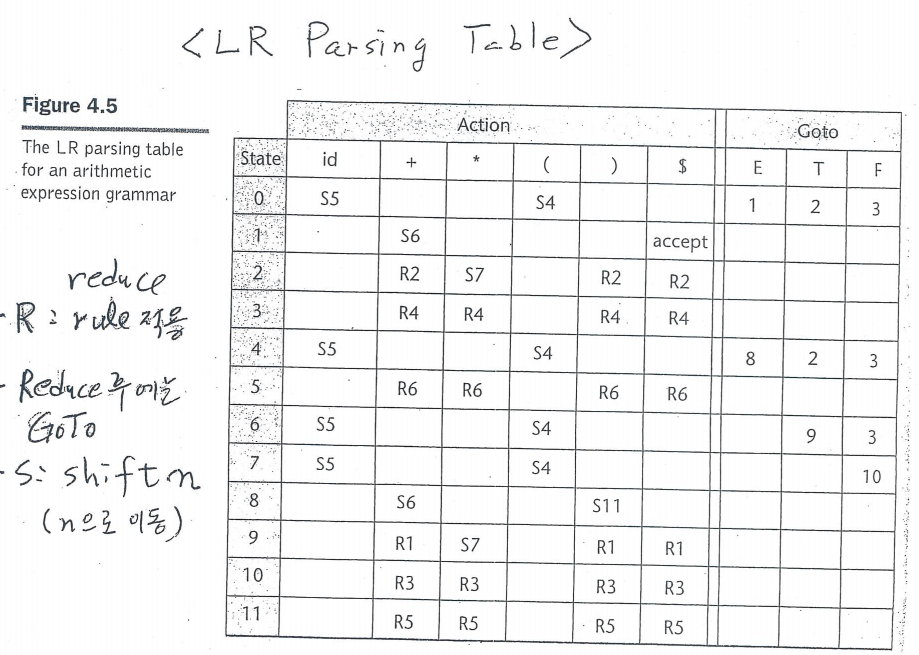 <LR Parsing Table>
Figure 4.5
The LR parsing table
for an arithmetic
expression grammar
reduce
- R : rule 적용
- Reduce 후에는
GoTo
- S: shift n
(n으로 이동)
Action Goto
State id + * ( ) $ E T F
0 S5 S4 1 2 3
1 S6 accept
2 R2 S7 R2 R2
3 R4 R4 R4 R4
4 S5 S4 8 2 3
5 R6 R6 R6 R6
6 S5 S4 9 3
7 S5 S4 10
8 S6 S11
9 R1 S7 R1 R1
10 R3 R3 R3 R3
11 R5 R5 R5 R5